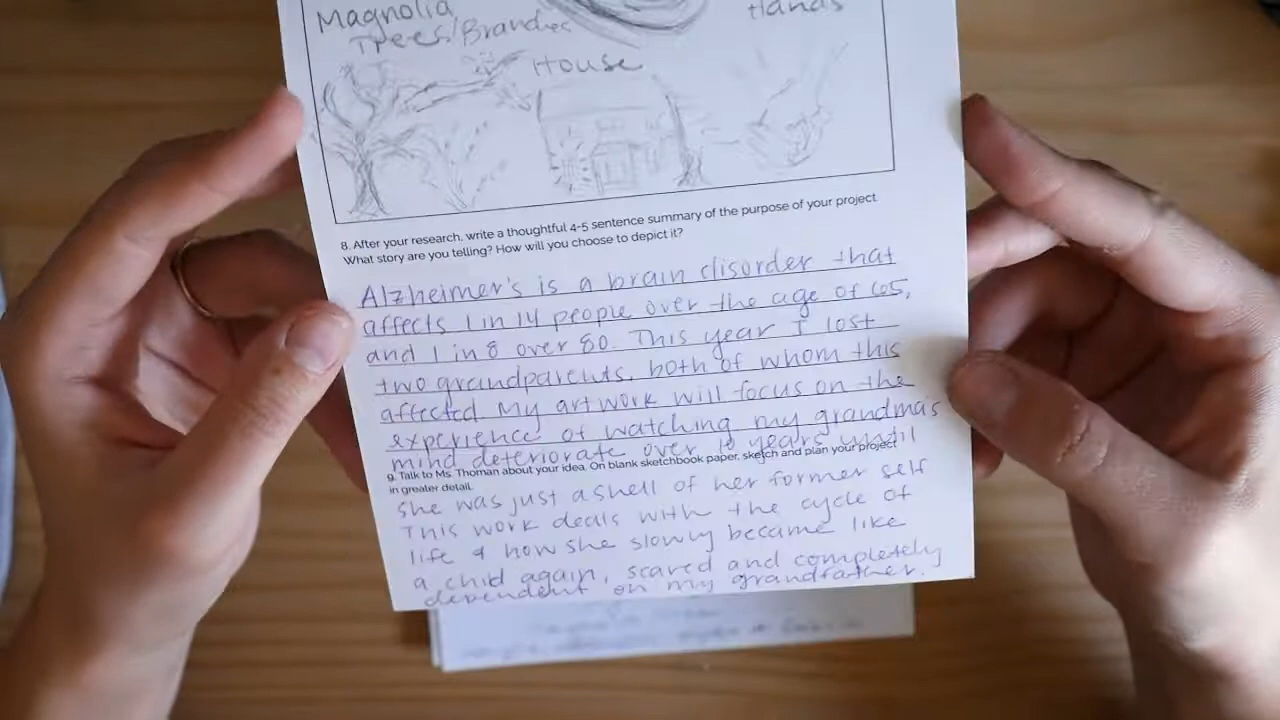 Magnolia
Trees/Branches
Hands
House
8. After your research, write a thoughtful 4-5 sentence summary of the purpose of your project.
What story are you telling? How will you choose to depict it?
Alzheimer's is a brain disorder that
affects 1 in 14 people over the age of 65,
and 1 in 8 over 80. This year I lost
two grandparents, both of whom this
affected. My artwork will focus on the
experience of watching my grandma's
mind deteriorate over 10 years until
9. Talk to Ms. Thoman about your idea. On blank sketchbook paper, sketch and plan your project
in greater detail.
she was just a shell of her former self
This work deals with the cycle of
life & how she slowly became like
a child again, scared and completely
dependent on my grandfather.